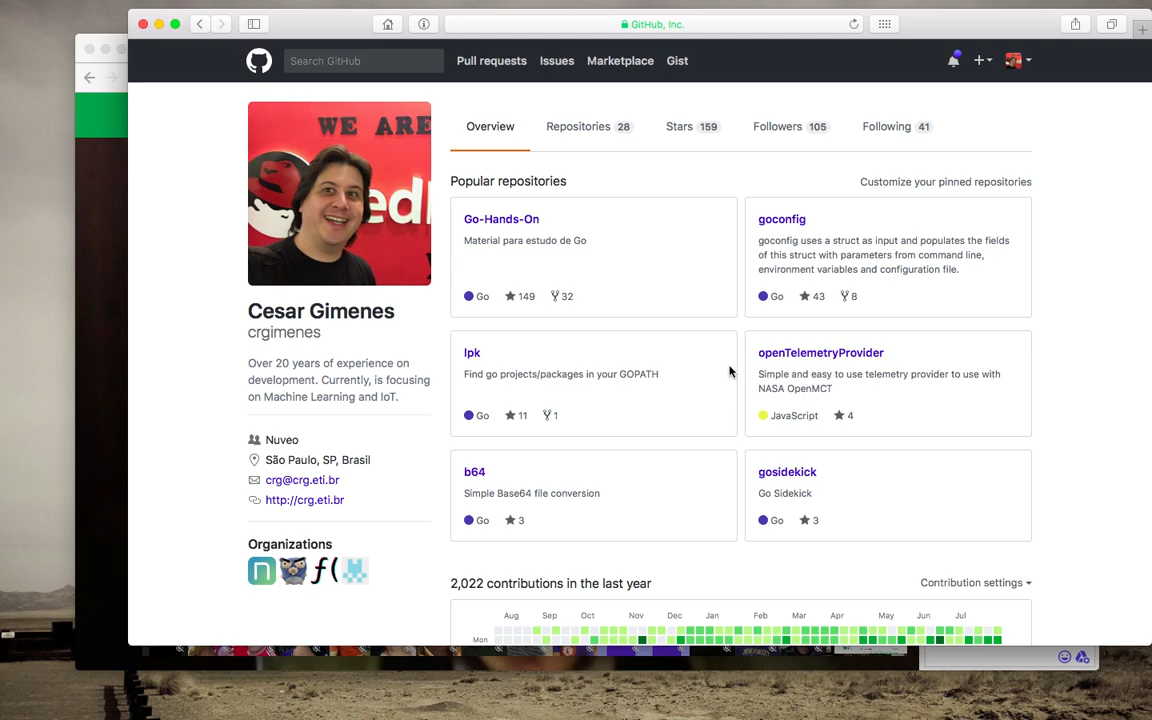 GitHub, Inc.
Search GitHub
Pull requests Issues Marketplace Gist
WE ARE
edl
Overview Repositories 28 Stars 159 Followers 105 Following 41
Popular repositories
Customize your pinned repositories
Go-Hands-On
Material para estudo de Go
Go 149 32
goconfig
goconfig uses a struct as input and populates the fields
of this struct with parameters from command line,
environment variables and configuration file.
Go 43 8
Cesar Gimenes
crgimenes
Over 20 years of experience on
development. Currently, is focusing
on Machine Learning and IoT.
Nuveo
São Paulo, SP, Brasil
crg@crg.eti.br
http://crg.eti.br
Organizations
lpk
Find go projects/packages in your GOPATH
Go 11 1
openTelemetryProvider
Simple and easy to use telemetry provider to use with
NASA OpenMCT
JavaScript 4
b64
Simple Base64 file conversion
Go 3
gosidekick
Go Sidekick
Go 3
2,022 contributions in the last year
Contribution settings
Aug Sep Oct Nov Dec Jan Feb Mar Apr May Jun Jul
Mon